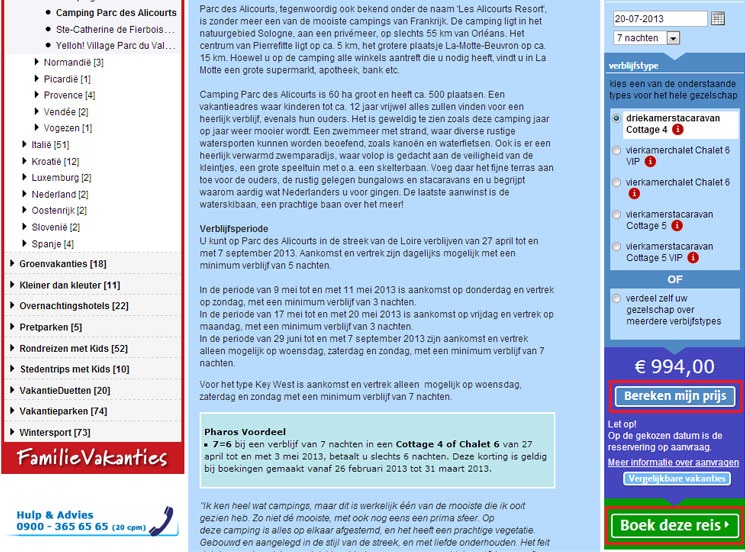 Camping Parc des Alicourts
Ste-Catherine de Fierbois...
Yelloh! Village Parc du Val...
Normandië [3]
Picardië [1]
Provence [4]
Vendée [2]
Vogezen [1]
Italië [51]
Kroatië [12]
Luxemburg [2]
Nederland [2]
Oostenrijk [2]
Slovenië [2]
Spanje [4]
Groenvakanties [18]
Kleiner dan kleuter [11]
Overnachtingshotels [22]
Pretparken [5]
Rondreizen met Kids [52]
Stedentrips met Kids [10]
VakantieDuetten [20]
Vakantieparken [74]
Wintersport [73]
FamilieVakanties
Hulp & Advies
0900 - 365 65 65 (20 cpm)
Parc des Alicourts, tegenwoordig ook bekend onder de naam 'Les Alicourts Resort',
is zonder meer een van de mooiste campings van Frankrijk. De camping ligt in het
natuurgebied Sologne, aan een privémeer, op slechts 55 km van Orléans. Het
centrum van Pierrefitte ligt op ca. 5 km, het grotere plaatsje La-Motte-Beuvron op ca.
15 km. Hoewel u op de camping alle winkels aantreft die u nodig heeft, vindt u in La
Motte een grote supermarkt, apotheek, bank etc.
Camping Parc des Alicourts is 60 ha groot en heeft ca. 500 plaatsen. Een
vakantieadres waar kinderen tot ca. 12 jaar vrijwel alles zullen vinden voor een
heerlijk verblijf, evenals hun ouders. Het is geweldig te zien zoals deze camping jaar
op jaar weer mooier wordt. Een zwemmeer met strand, waar diverse rustige
watersporten kunnen worden beoefend, zoals kanoën en waterfietsen. Ook is er een
heerlijk verwarmd zwemparadijs, waar volop is gedacht aan de veiligheid van de
kleintjes, een grote speeltuin met o.a. een skelterbaan. Voeg daar het fijne terras aan
toe voor de ouders, de rustig gelegen bungalows en stacaravans en u begrijpt
waarom aardig wat Nederlanders u voor gingen. De laatste aanwinst is de
waterskibaan, een prachtige baan over het meer!
Verblijfsperiode
U kunt op Parc des Alicourts in de streek van de Loire verblijven van 27 april tot en
met 7 september 2013. Aankomst en vertrek zijn dagelijks mogelijk met een
minimum verblijf van 5 nachten.
In de periode van 9 mei tot en met 11 mei 2013 is aankomst op donderdag en vertrek
op zondag, met een minimum verblijf van 3 nachten.
In de periode van 17 mei tot en met 20 mei 2013 is aankomst op vrijdag en vertrek op
maandag, met een minimum verblijf van 3 nachten.
In de periode van 29 juni tot en met 7 september 2013 zijn aankomst en vertrek
alleen mogelijk op woensdag, zaterdag en zondag, met een minimum verblijf van 7
nachten.
Voor het type Key West is aankomst en vertrek alleen mogelijk op woensdag,
zaterdag en zondag met een minimum verblijf van 7 nachten.
Pharos Voordeel
7=6 bij een verblijf van 7 nachten in een Cottage 4 of Chalet 6 van 27
april tot en met 3 mei 2013, betaalt u slechts 6 nachten. Deze korting is geldig
bij boekingen gemaakt vanaf 26 februari 2013 tot 31 maart 2013.
"Ik ken heel wat campings, maar dit is werkelijk één van de mooiste die ik ooit
gezien heb. Zo niet dé mooiste, met ook nog eens een prima sfeer. Op
deze camping is alles op elkaar afgestemd, en het heeft een prachtige vegetatie.
Gebouwd en aangelegd in de stijl van de streek, en met liefde onderhouden. Het feit
20-07-2013
7 nachten
verblijfstype
kies een van de onderstaande
types voor het hele gezelschap
driekamerstacaravan
Cottage 4
vierkamerchalet Chalet 6
VIP
vierkamerchalet Chalet 6
vierkamerstacaravan
Cottage 5
vierkamerstacaravan
Cottage 5 VIP
OF
verdeel zelf uw
gezelschap over
meerdere verbijfstypes
€ 994,00
Bereken mijn prijs
Let op!
Op de gekozen datum is de
reservering op aanvraag.
Meer informatie over aanvragen
Vergelijkbare vakanties
Boek deze reis